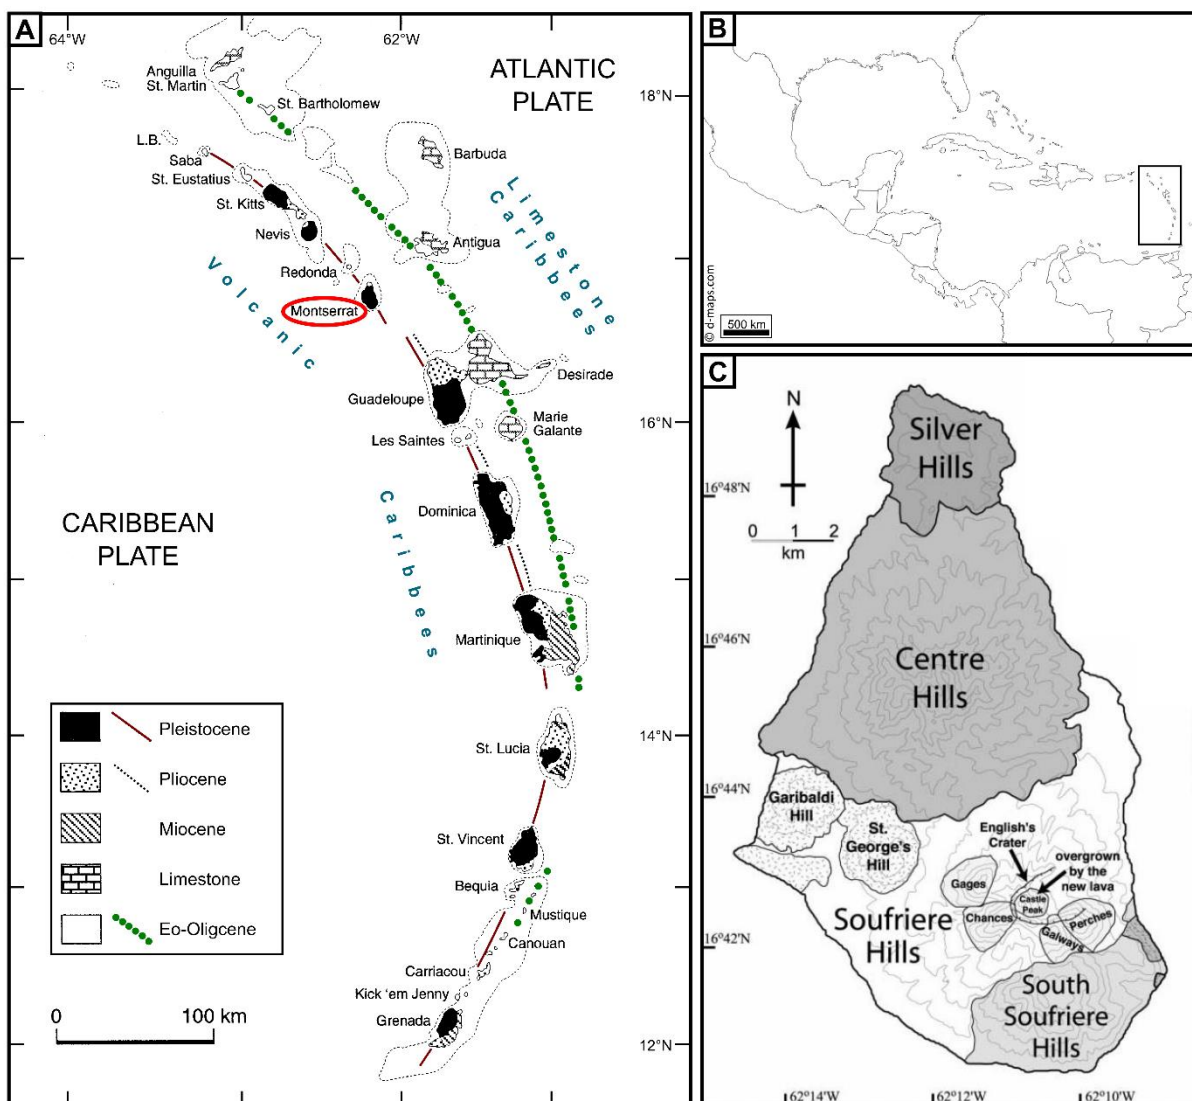 A
64°W
62°W
ATLANTIC
PLATE
18°N
Anguilla
St. Martin
St. Bartholomew
L.B.
Saba
St. Eustatius
St. Kitts
Nevis
Barbuda
Antigua
Limestone
Caribbees
Redonda
Montserrat
Volcanic
Desirade
Guadeloupe
Marie
Galante
16°N
Les Saintes
Dominica
Caribbees
CARIBBEAN
PLATE
Martinique
St. Lucia
14°N
St. Vincent
Bequia
Mustique
Canouan
Carriacou
Kick 'em Jenny
Grenada
12°N
Pleistocene
Pliocene
Miocene
Limestone
Eo-Oligcene
0 100 km
B
© d-maps.com
500 km
C
N
0 1 2
km
Silver
Hills
16°48'N
Centre
Hills
16°46'N
16°44'N
Garibaldi
Hill
St.
George's
Hill
English's
Crater
overgrown
by the
new lava
Gages
Castle
Peak
Chances
Galways
Perches
Soufriere
Hills
16°42'N
South
Soufriere
Hills
62°14'W
62°12'W
62°10'W